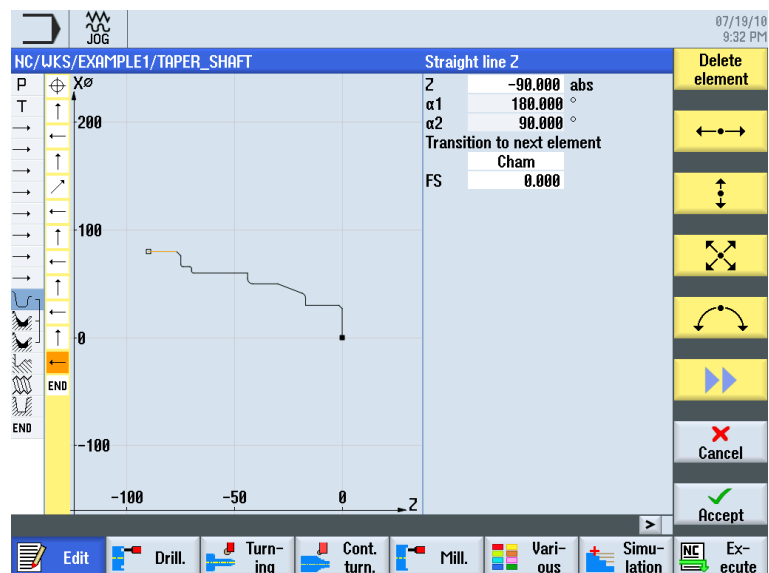 JOG
07/19/10
9:32 PM
NC/WKS/EXAMPLE1/TAPER_SHAFT
Straight line Z
Delete element
P
T
END
END
XØ
200
100
0
-100
-100
-50
0
Z
Z -90.000 abs
α1 180.000 °
α2 90.000 °
Transition to next element
Cham
FS 0.000
Cancel
Accept
>
Edit
Drill.
Turn-
ing
Cont.
turn.
Mill.
Vari-
ous
Simu-
lation
NC
Ex-
ecute